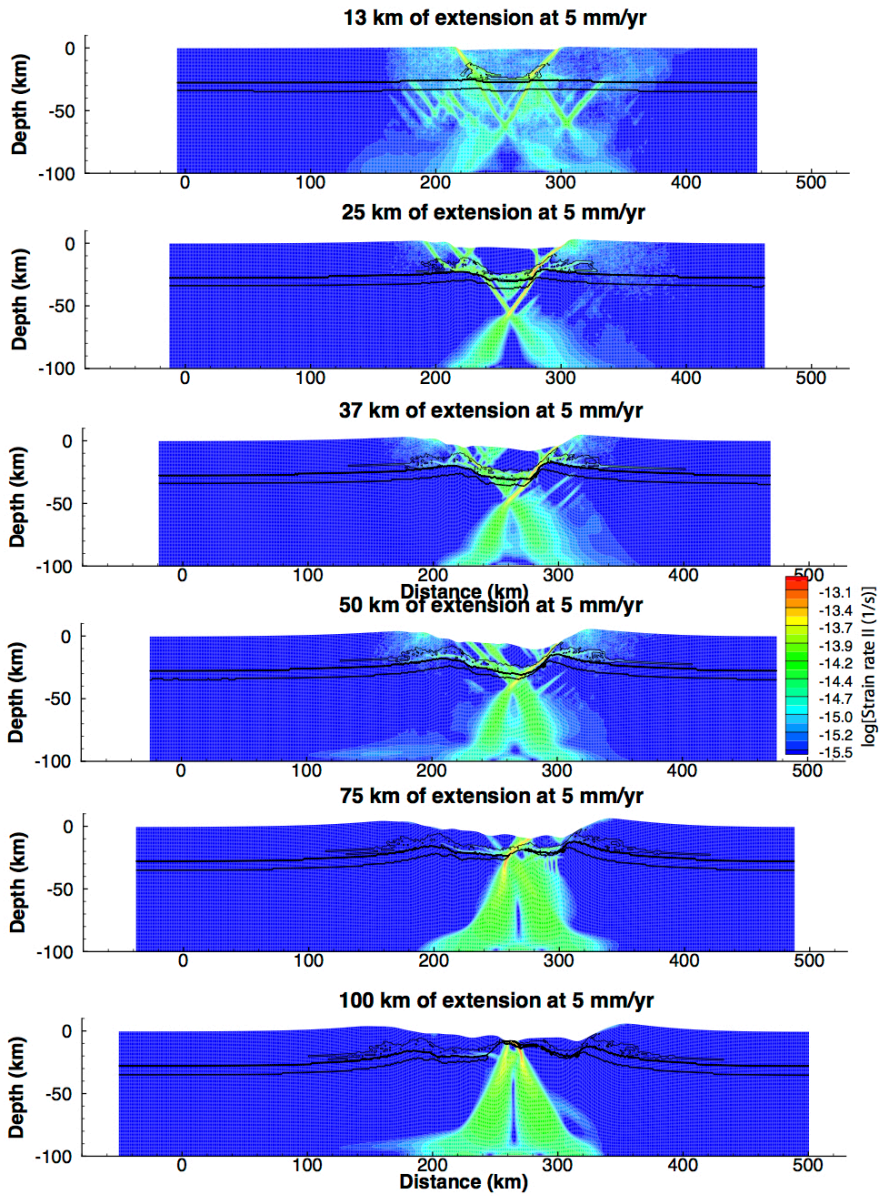 13 km of extension at 5 mm/yr
Depth (km)
0
-50
-100
0 100 200 300 400 500
25 km of extension at 5 mm/yr
Depth (km)
0
-50
-100
0 100 200 300 400 500
37 km of extension at 5 mm/yr
Depth (km)
0
-50
-100
0 100 200 300 400 500
Distance (km)
50 km of extension at 5 mm/yr
Depth (km)
0
-50
-100
0 100 200 300 400 500
-13.1
-13.4
-13.7
-13.9
-14.2
-14.4
-14.7
-15.0
-15.2
-15.5
log[Strain rate II (1/s)]
75 km of extension at 5 mm/yr
Depth (km)
0
-50
-100
0 100 200 300 400 500
100 km of extension at 5 mm/yr
Depth (km)
0
-50
-100
0 100 200 300 400 500
Distance (km)